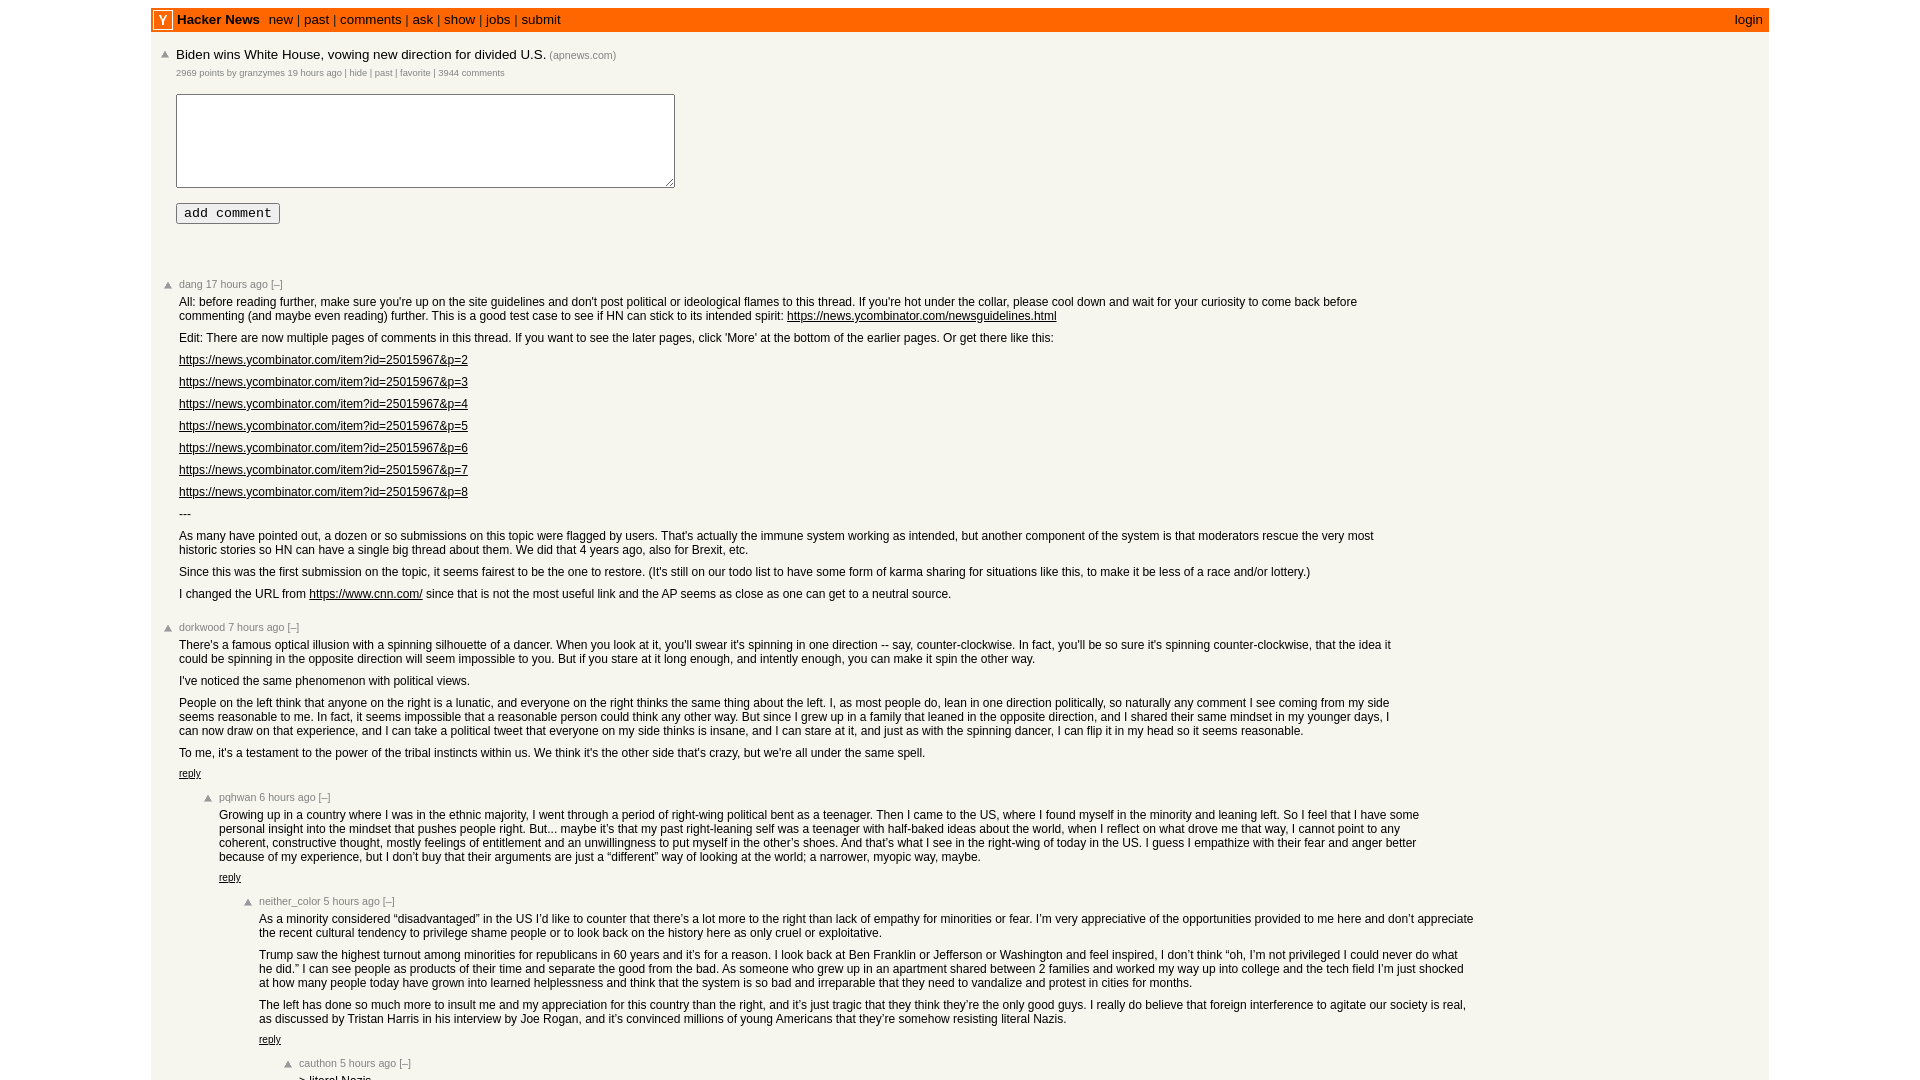 Y Hacker News new | past | comments | ask | show | jobs | submit login
Biden wins White House, vowing new direction for divided U.S. (apnews.com)
2969 points by granzymes 19 hours ago | hide | past | favorite | 3944 comments
add comment
dang 17 hours ago [–]
All: before reading further, make sure you're up on the site guidelines and don't post political or ideological flames to this thread. If you're hot under the collar, please cool down and wait for your curiosity to come back before
commenting (and maybe even reading) further. This is a good test case to see if HN can stick to its intended spirit: https://news.ycombinator.com/newsguidelines.html
Edit: There are now multiple pages of comments in this thread. If you want to see the later pages, click 'More' at the bottom of the earlier pages. Or get there like this:
https://news.ycombinator.com/item?id=25015967&p=2
https://news.ycombinator.com/item?id=25015967&p=3
https://news.ycombinator.com/item?id=25015967&p=4
https://news.ycombinator.com/item?id=25015967&p=5
https://news.ycombinator.com/item?id=25015967&p=6
https://news.ycombinator.com/item?id=25015967&p=7
https://news.ycombinator.com/item?id=25015967&p=8
---
As many have pointed out, a dozen or so submissions on this topic were flagged by users. That's actually the immune system working as intended, but another component of the system is that moderators rescue the very most
historic stories so HN can have a single big thread about them. We did that 4 years ago, also for Brexit, etc.
Since this was the first submission on the topic, it seems fairest to be the one to restore. (It's still on our todo list to have some form of karma sharing for situations like this, to make it be less of a race and/or lottery.)
I changed the URL from https://www.cnn.com/ since that is not the most useful link and the AP seems as close as one can get to a neutral source.
dorkwood 7 hours ago [–]
There's a famous optical illusion with a spinning silhouette of a dancer. When you look at it, you'll swear it's spinning in one direction -- say, counter-clockwise. In fact, you'll be so sure it's spinning counter-clockwise, that the idea it
could be spinning in the opposite direction will seem impossible to you. But if you stare at it long enough, and intently enough, you can make it spin the other way.
I've noticed the same phenomenon with political views.
People on the left think that anyone on the right is a lunatic, and everyone on the right thinks the same thing about the left. I, as most people do, lean in one direction politically, so naturally any comment I see coming from my side
seems reasonable to me. In fact, it seems impossible that a reasonable person could think any other way. But since I grew up in a family that leaned in the opposite direction, and I shared their same mindset in my younger days, I
can now draw on that experience, and I can take a political tweet that everyone on my side thinks is insane, and I can stare at it, and just as with the spinning dancer, I can flip it in my head so it seems reasonable.
To me, it's a testament to the power of the tribal instincts within us. We think it's the other side that's crazy, but we're all under the same spell.
reply
pqhwan 6 hours ago [–]
Growing up in a country where I was in the ethnic majority, I went through a period of right-wing political bent as a teenager. Then I came to the US, where I found myself in the minority and leaning left. So I feel that I have some
personal insight into the mindset that pushes people right. But... maybe it’s that my past right-leaning self was a teenager with half-baked ideas about the world, when I reflect on what drove me that way, I cannot point to any
coherent, constructive thought, mostly feelings of entitlement and an unwillingness to put myself in the other’s shoes. And that’s what I see in the right-wing of today in the US. I guess I empathize with their fear and anger better
because of my experience, but I don’t buy that their arguments are just a “different” way of looking at the world; a narrower, myopic way, maybe.
reply
neither_color 5 hours ago [–]
As a minority considered “disadvantaged” in the US I’d like to counter that there’s a lot more to the right than lack of empathy for minorities or fear. I’m very appreciative of the opportunities provided to me here and don’t appreciate
the recent cultural tendency to privilege shame people or to look back on the history here as only cruel or exploitative.
Trump saw the highest turnout among minorities for republicans in 60 years and it’s for a reason. I look back at Ben Franklin or Jefferson or Washington and feel inspired, I don’t think “oh, I’m not privileged I could never do what
he did.” I can see people as products of their time and separate the good from the bad. As someone who grew up in an apartment shared between 2 families and worked my way up into college and the tech field I’m just shocked
at how many people today have grown into learned helplessness and think that the system is so bad and irreparable that they need to vandalize and protest in cities for months.
The left has done so much more to insult me and my appreciation for this country than the right, and it’s just tragic that they think they’re the only good guys. I really do believe that foreign interference to agitate our society is real,
as discussed by Tristan Harris in his interview by Joe Rogan, and it’s convinced millions of young Americans that they’re somehow resisting literal Nazis.
reply
cauthon 5 hours ago [–]
> literal Nazis